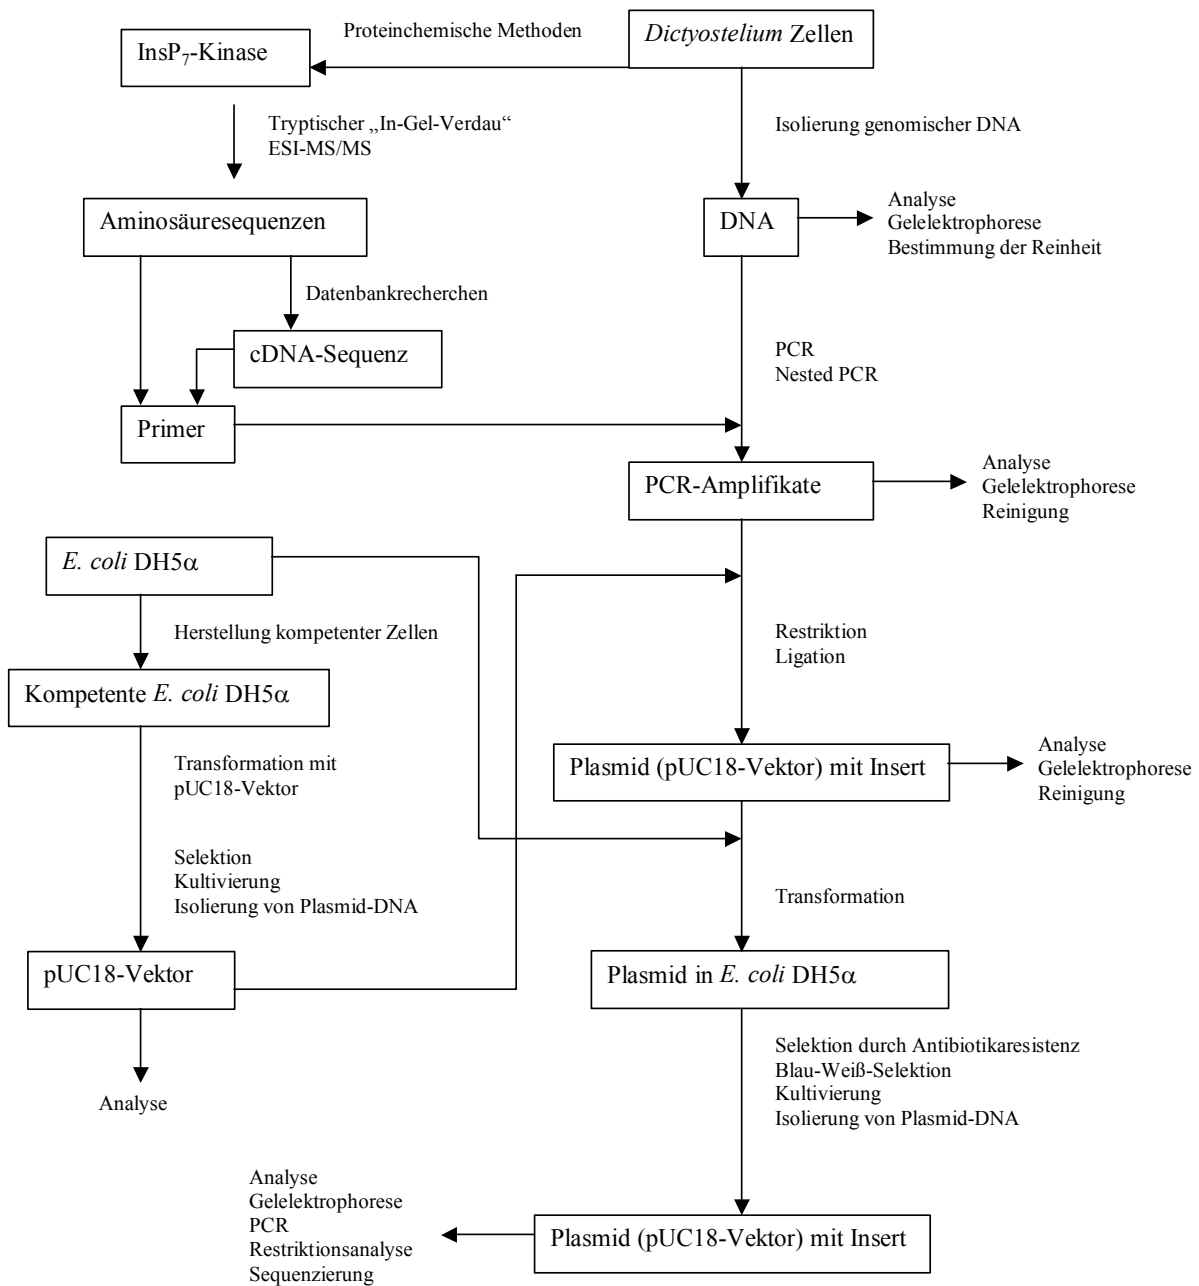 Proteinchemische Methoden
Dictyostelium Zellen
InsP₇-Kinase
Tryptischer „In-Gel-Verdau“
ESI-MS/MS
Isolierung genomischer DNA
Aminosäuresequenzen
DNA
Analyse
Gelelektrophorese
Bestimmung der Reinheit
Datenbankrecherchen
cDNA-Sequenz
PCR
Nested PCR
Primer
PCR-Amplifikate
Analyse
Gelelektrophorese
Reinigung
E. coli DH5α
Herstellung kompetenter Zellen
Restriktion
Ligation
Kompetente E. coli DH5α
Transformation mit
pUC18-Vektor
Plasmid (pUC18-Vektor) mit Insert
Analyse
Gelelektrophorese
Reinigung
Selektion
Kultivierung
Isolierung von Plasmid-DNA
Transformation
pUC18-Vektor
Plasmid in E. coli DH5α
Analyse
Selektion durch Antibiotikaresistenz
Blau-Weiß-Selektion
Kultivierung
Isolierung von Plasmid-DNA
Analyse
Gelelektrophorese
PCR
Restriktionsanalyse
Sequenzierung
Plasmid (pUC18-Vektor) mit Insert